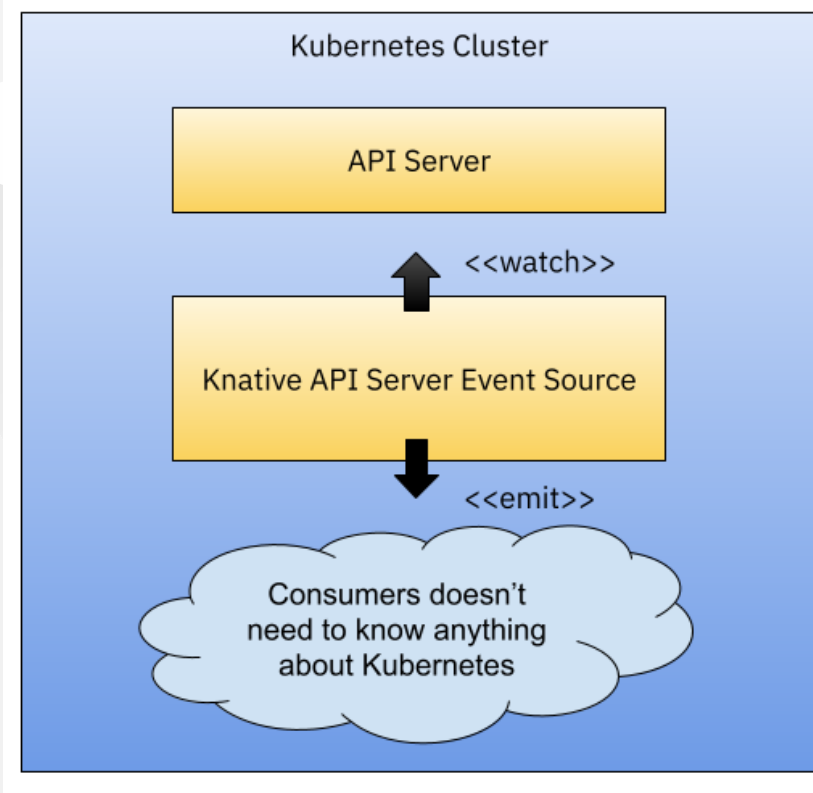 Kubernetes Cluster
API Server
<<watch>>
Knative API Server Event Source
<<emit>>
Consumers doesn't
need to know anything
about Kubernetes